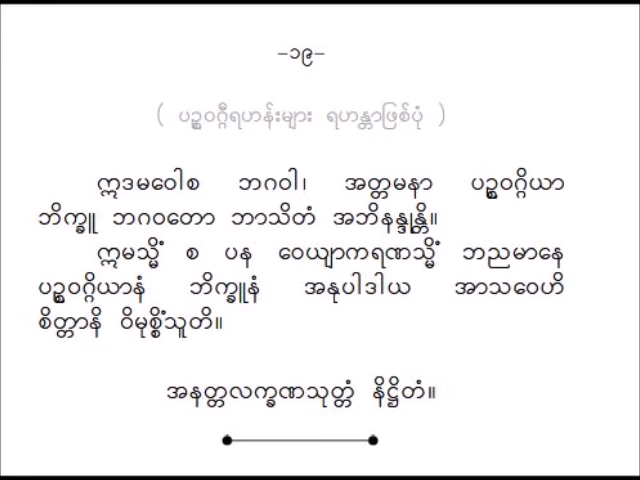 –၁၉–
( ပဉ္စဝဂ္ဂီရဟန်းများ ရဟန္တာဖြစ်ပုံ )
ဣဒမဝေါစ ဘဂဝါ၊ အတ္တမနာ ပဉ္စဝဂ္ဂိယာ
ဘိက္ခူ ဘဂဝတော ဘာသိတံ အဘိနန္ဒုန္တိ။
ဣမသ္မိံ စ ပန ဝေယျာကရဏသ္မိံ ဘညမာနေ
ပဉ္စဝဂ္ဂိယာနံ ဘိက္ခူနံ အနုပါဒါယ အာသဝေဟိ
စိတ္တာနိ ဝိမုစ္စိံသူတိ။
အနတ္တလက္ခဏသုတ္တံ နိဋ္ဌိတံ။